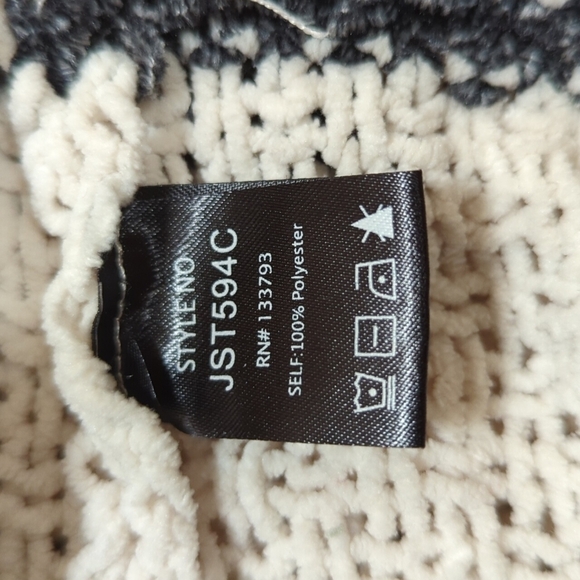 STYLE NO
JST594C
RN# 133793
SELF:100% Polyester